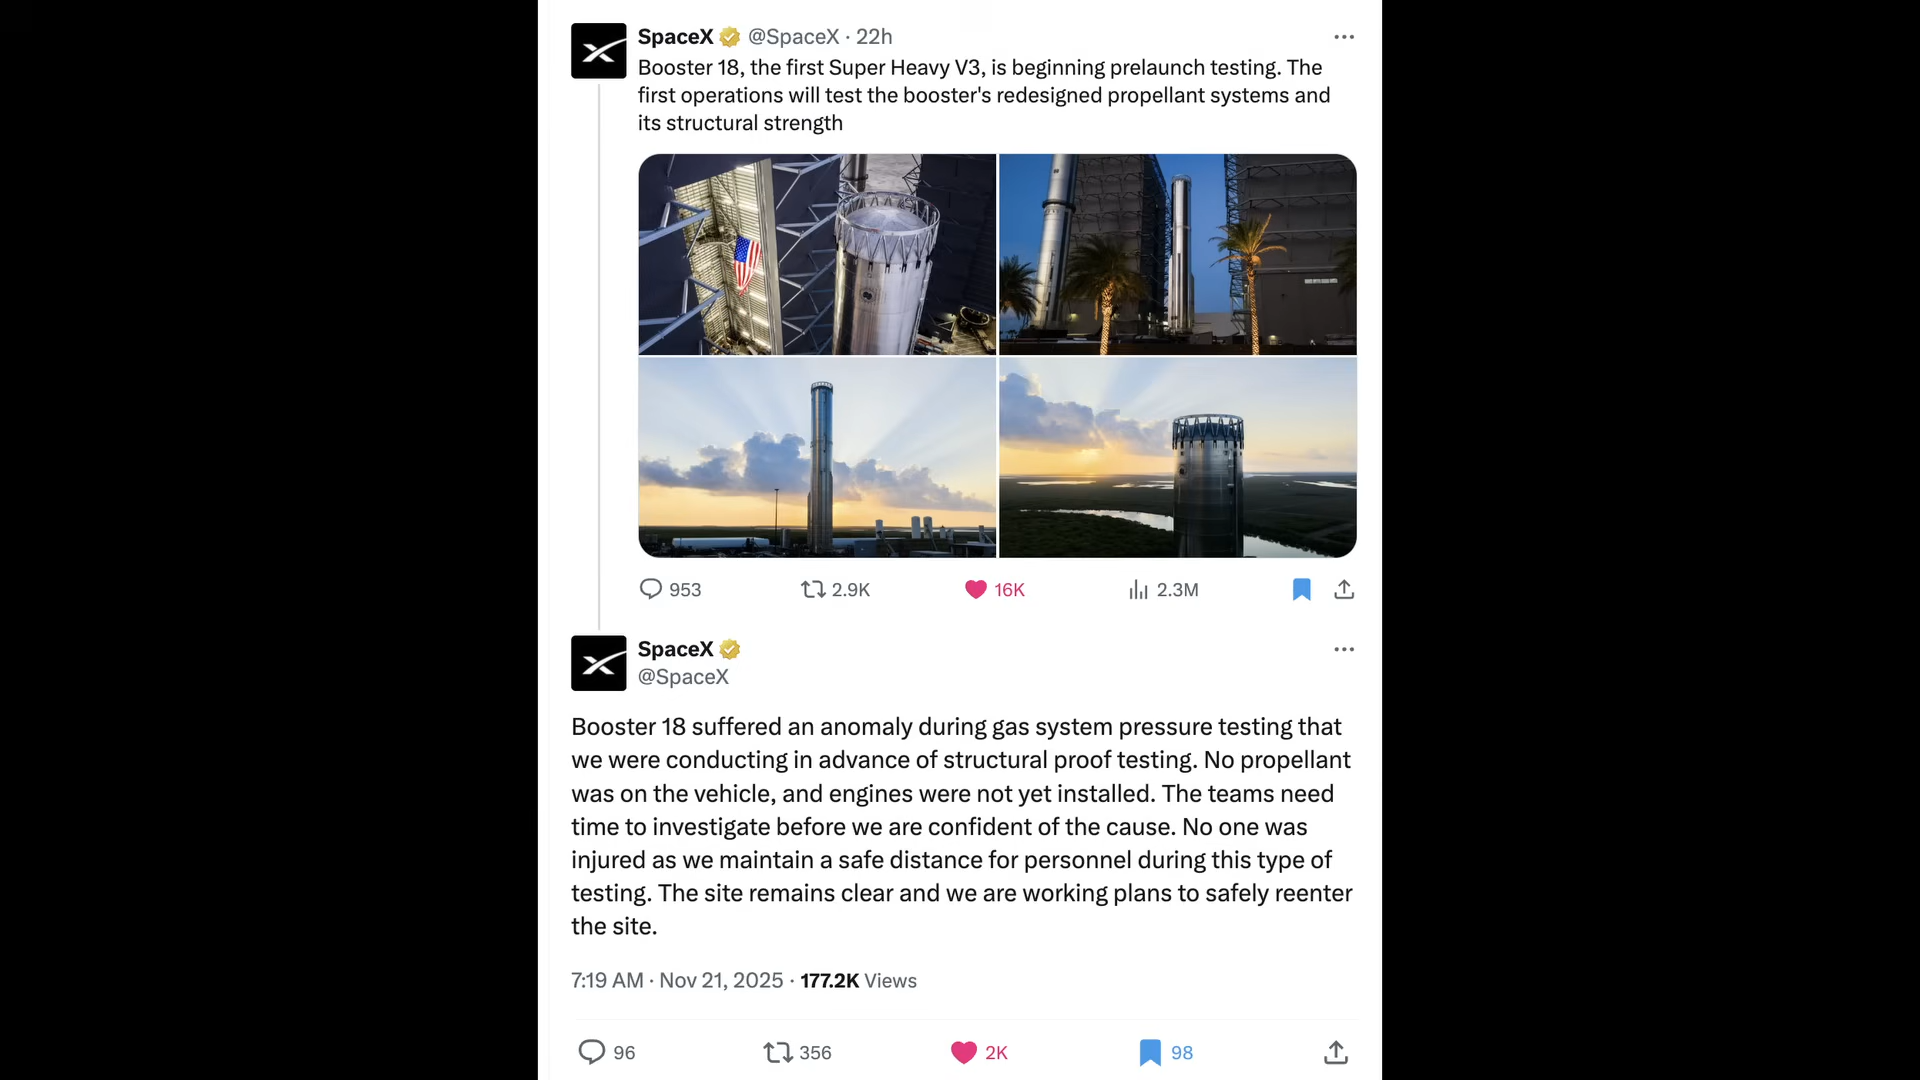 SpaceX @SpaceX · 22h
Booster 18, the first Super Heavy V3, is beginning prelaunch testing. The
first operations will test the booster's redesigned propellant systems and
its structural strength
953 2.9K 16K 2.3M
SpaceX
@SpaceX
Booster 18 suffered an anomaly during gas system pressure testing that
we were conducting in advance of structural proof testing. No propellant
was on the vehicle, and engines were not yet installed. The teams need
time to investigate before we are confident of the cause. No one was
injured as we maintain a safe distance for personnel during this type of
testing. The site remains clear and we are working plans to safely reenter
the site.
7:19 AM · Nov 21, 2025 · 177.2K Views
96 356 2K 98